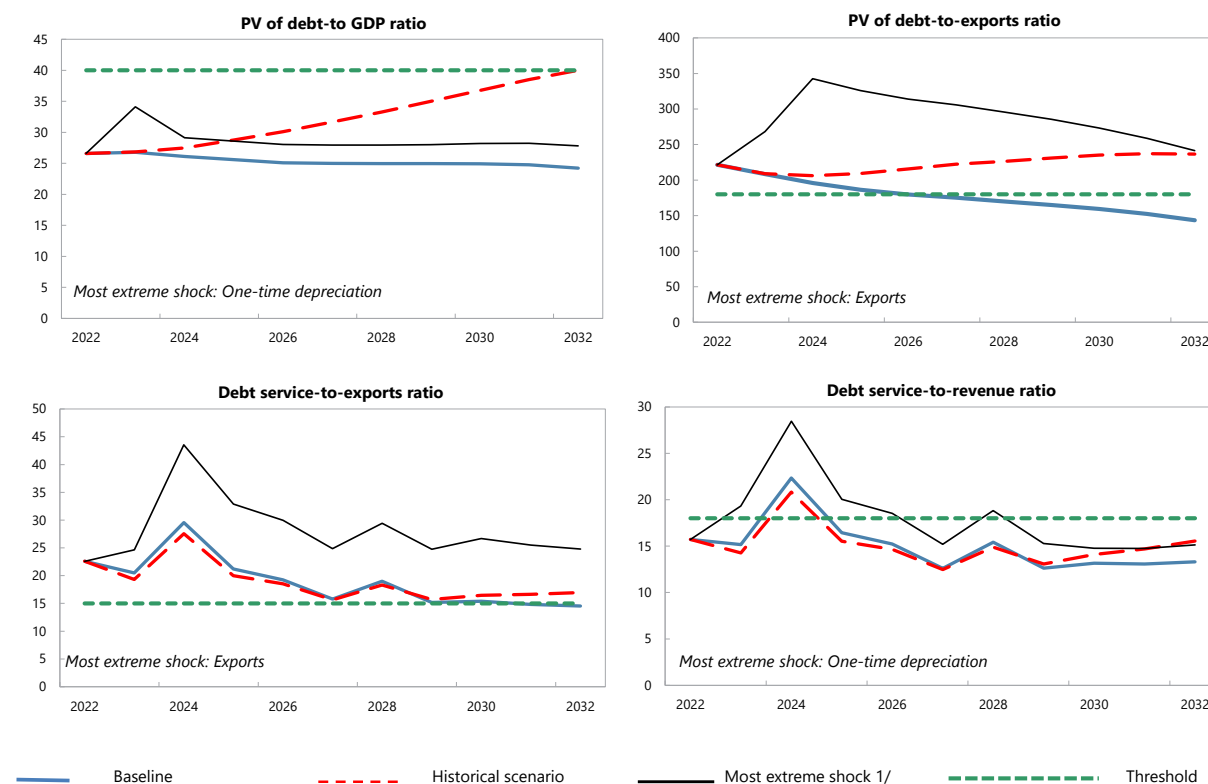 PV of debt-to GDP ratio
45
40
35
30
25
20
15
10
5
0
Most extreme shock: One-time depreciation
2022 2024 2026 2028 2030 2032
PV of debt-to-exports ratio
400
350
300
250
200
150
100
50
0
Most extreme shock: Exports
2022 2024 2026 2028 2030 2032
Debt service-to-exports ratio
50
45
40
35
30
25
20
15
10
5
0
Most extreme shock: Exports
2022 2024 2026 2028 2030 2032
Debt service-to-revenue ratio
30
25
20
15
10
5
0
Most extreme shock: One-time depreciation
2022 2024 2026 2028 2030 2032
Baseline Historical scenario Most extreme shock 1/ Threshold